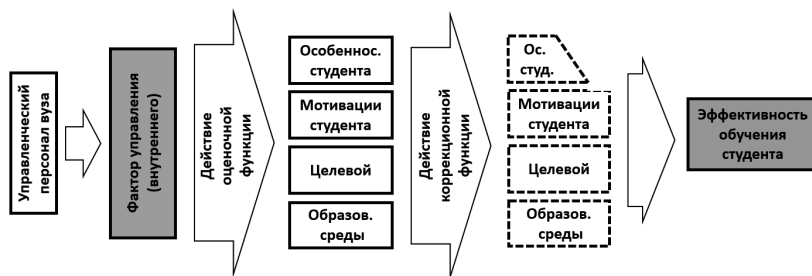 Управленческий
персонал вуза
Фактор управления
(внутреннего)
Действие
оценочной
функции
Особеннос.
студента
Мотивации
студента
Целевой
Образов.
среды
Действие
коррекционной
функции
Ос.
студ.
Мотивации
студента
Целевой
Образов.
среды
Эффективность
обучения
студента